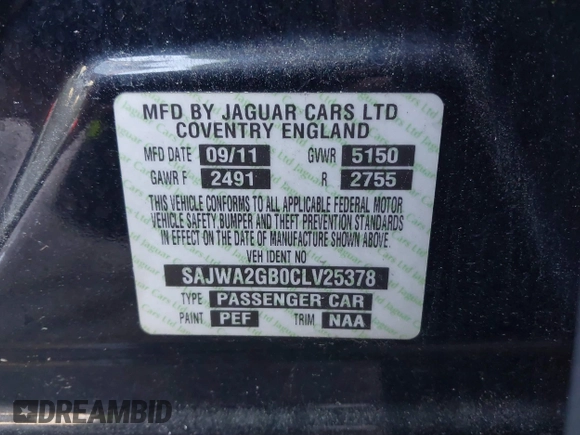 MFD BY JAGUAR CARS LTD
COVENTRY ENGLAND
MFD DATE 09/11 GVWR 5150
GAWR F 2491 R 2755
THIS VEHICLE CONFORMS TO ALL APPLICABLE FEDERAL MOTOR
VEHICLE SAFETY, BUMPER AND THEFT PREVENTION STANDARDS
IN EFFECT ON THE DATE OF MANUFACTURE SHOWN ABOVE.
VEH IDENT NO
SAJWA2GB0CLV25378
TYPE PASSENGER CAR
PAINT PEF TRIM NAA
DREAMBID